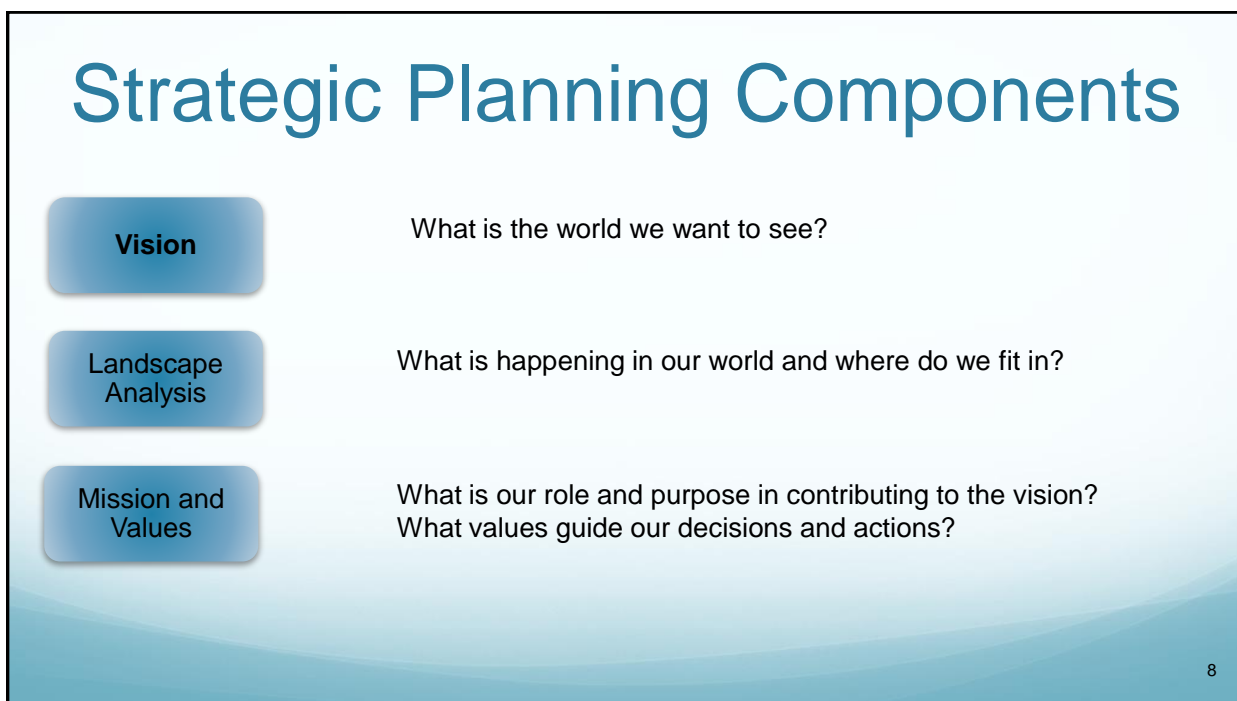 Strategic Planning Components
Vision
What is the world we want to see?
Landscape
Analysis
What is happening in our world and where do we fit in?
Mission and
Values
What is our role and purpose in contributing to the vision?
What values guide our decisions and actions?
8